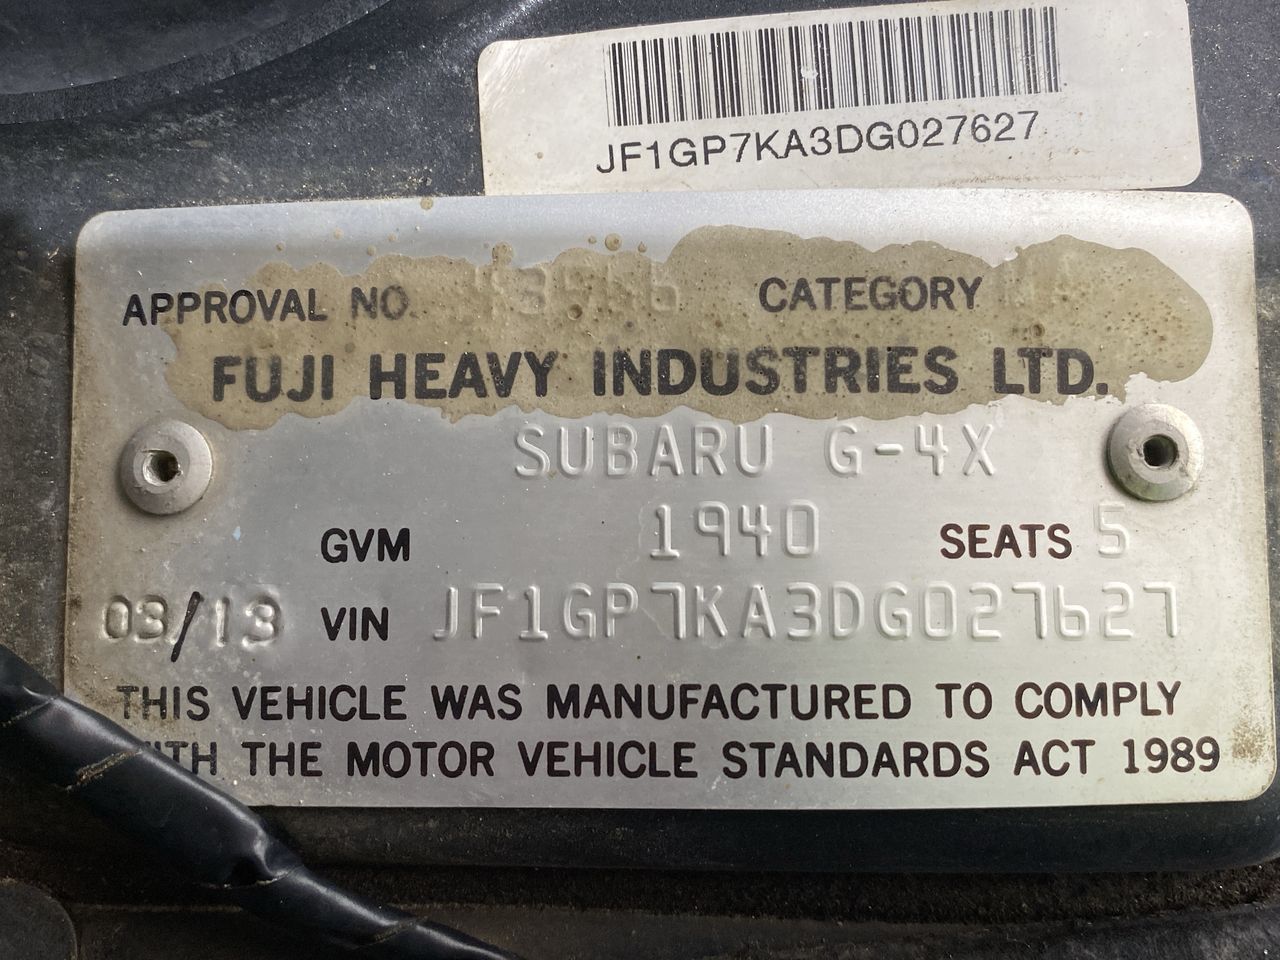 JF1GP7KA3DG027627
APPROVAL NO. CATEGORY
FUJI HEAVY INDUSTRIES LTD.
SUBARU G-4X
GVM 1940 SEATS 5
03/13 VIN JF1GP7KA3DG027627
THIS VEHICLE WAS MANUFACTURED TO COMPLY
WITH THE MOTOR VEHICLE STANDARDS ACT 1989